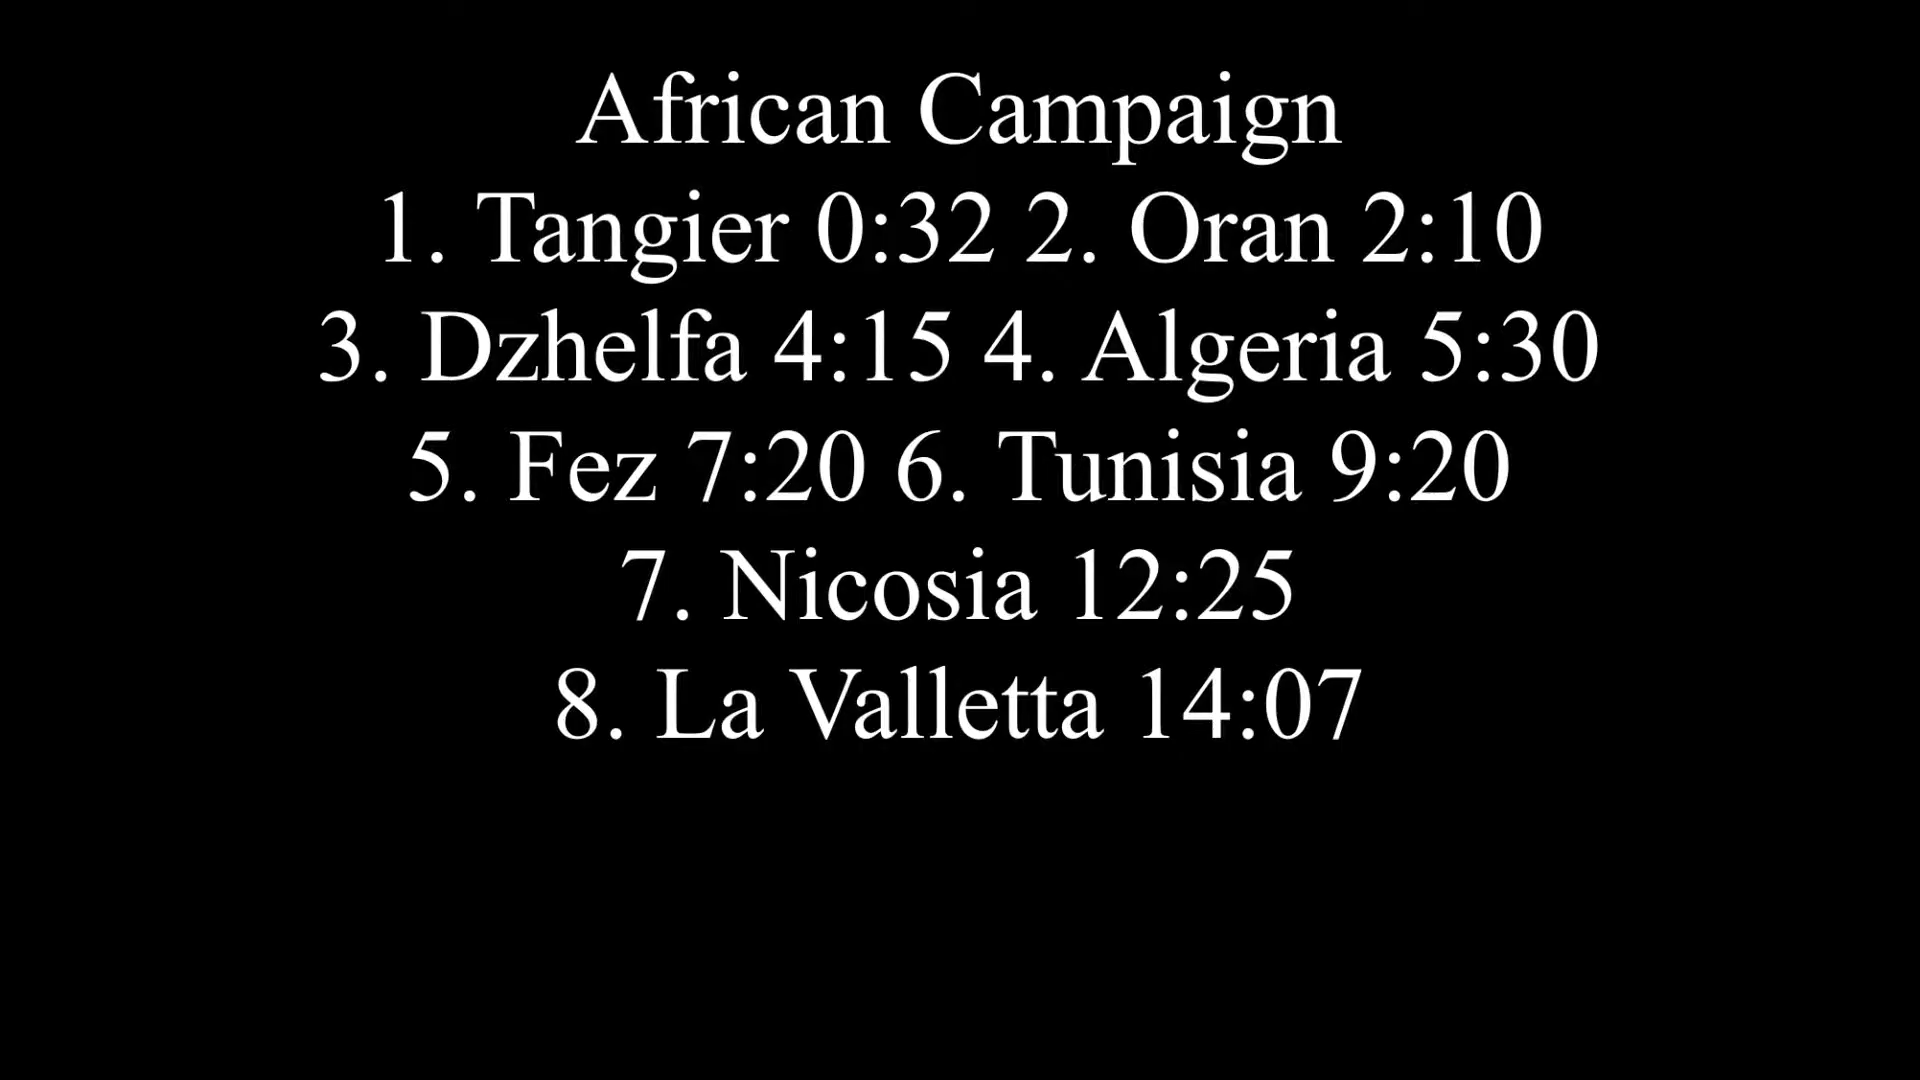 African Campaign
1. Tangier 0:32 2. Oran 2:10
3. Dzhelfa 4:15 4. Algeria 5:30
5. Fez 7:20 6. Tunisia 9:20
7. Nicosia 12:25
8. La Valletta 14:07